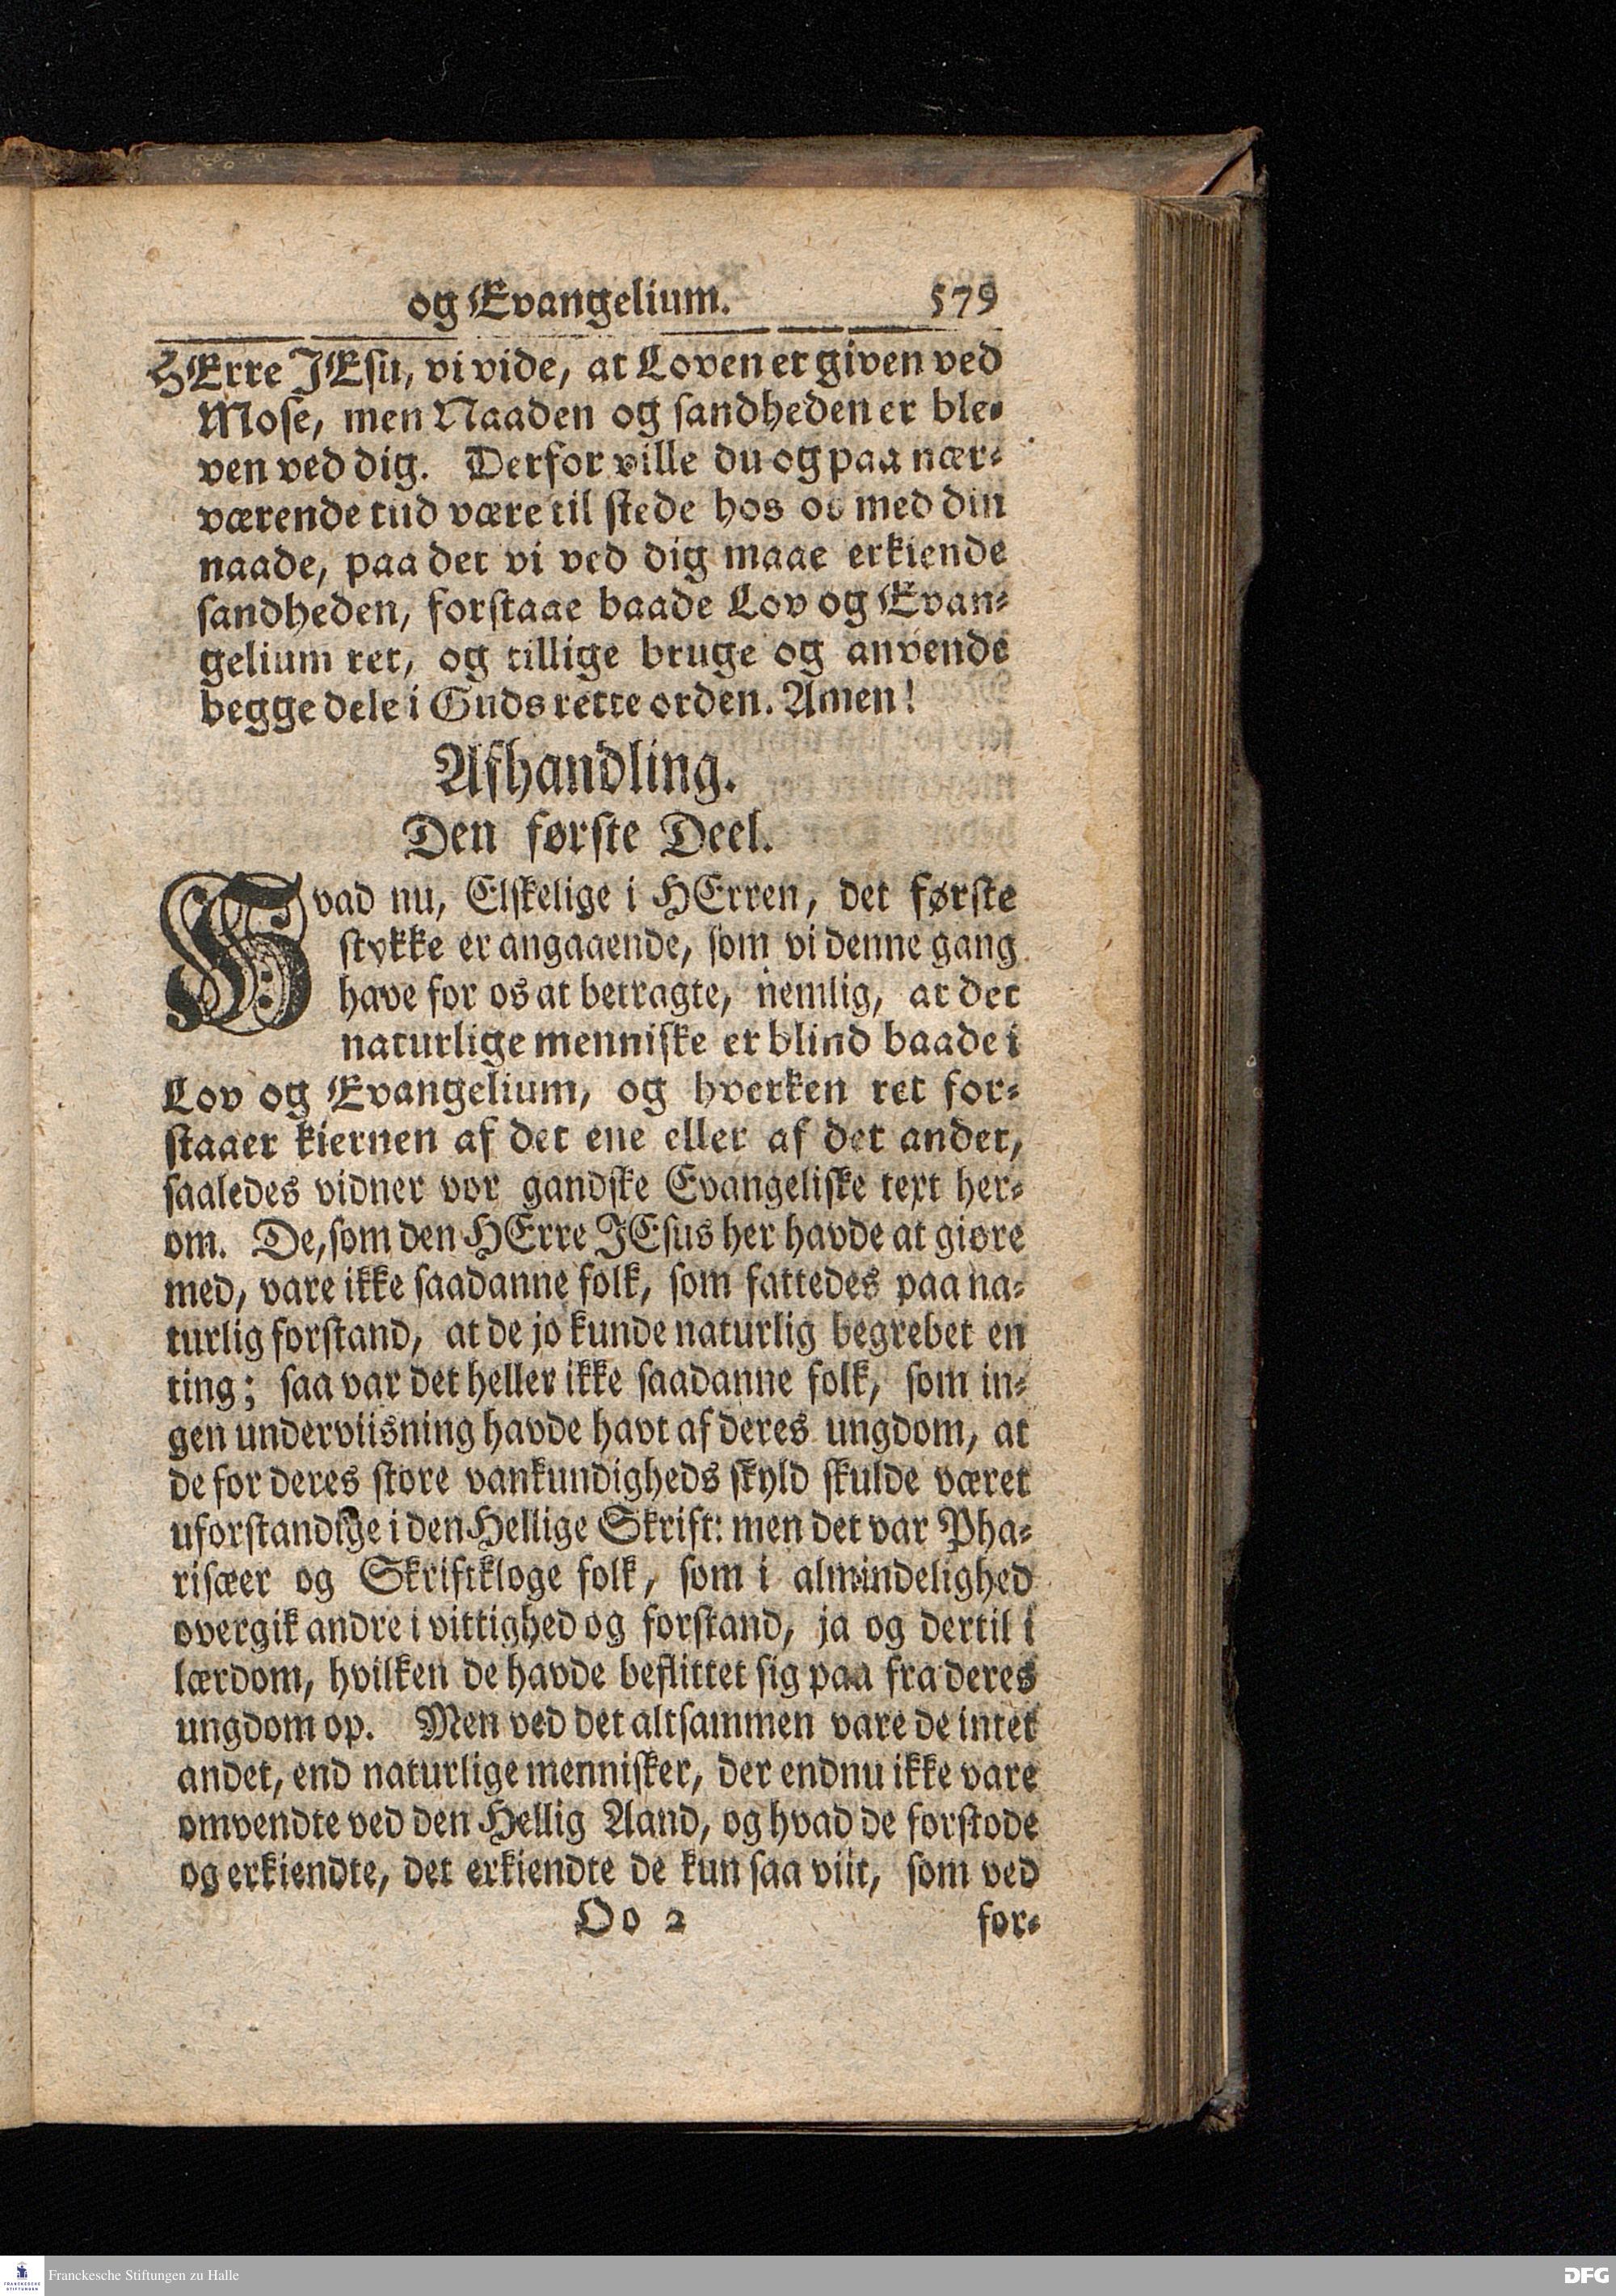 og Evangelium. 579
HErre JEsu, vi vide, at Loven er given ved
Mose, men Naaden og sandheden er ble-
ven ved dig. Derfor ville du og paa nær-
værende tiid være til stede hos os med din
naade, paa det vi ved dig maae erkiende
sandheden, forstaae baade Lov og Evan-
gelium ret, og tillige bruge og anvende
begge dele i Guds rette orden. Amen!
Afhandling.
Den første Deel.
Hvad nu, Elskelige i HErren, det første
stykke er angaaende, som vi denne gang
have for os at betragte, nemlig, at det
naturlige menniske er blind baade i
Lov og Evangelium, og hverken ret for-
staaer kiernen af det ene eller af det andet,
saaledes vidner vor gandske Evangeliske text her-
om. De, som den HErre JEsus her havde at giøre
med, vare ikke saadanne folk, som fattedes paa na-
turlig forstand, at de jo kunde naturlig begrebet en
ting; saa var det heller ikke saadanne folk, som in-
gen underviisning havde havt af deres ungdom, at
de for deres store vankundigheds skyld skulde været
uforstandige i den Hellige Skrift: men det var Pha-
risæer og Skriftkloge folk, som i almindelighed
overgik andre i vittighed og forstand, ja og dertil i
lærdom, hvilken de havde beflittet sig paa fra deres
ungdom op. Men ved det altsammen vare de intet
andet, end naturlige mennisker, der endnu ikke vare
omvendte ved den Hellig Aand, og hvad de forstode
og erkiendte, det erkiendte de kun saa viit, som ved
Oo 2 for-
Franckesche Stiftungen zu Halle
FRANCKESCHE
STIFTUNGEN
DFG